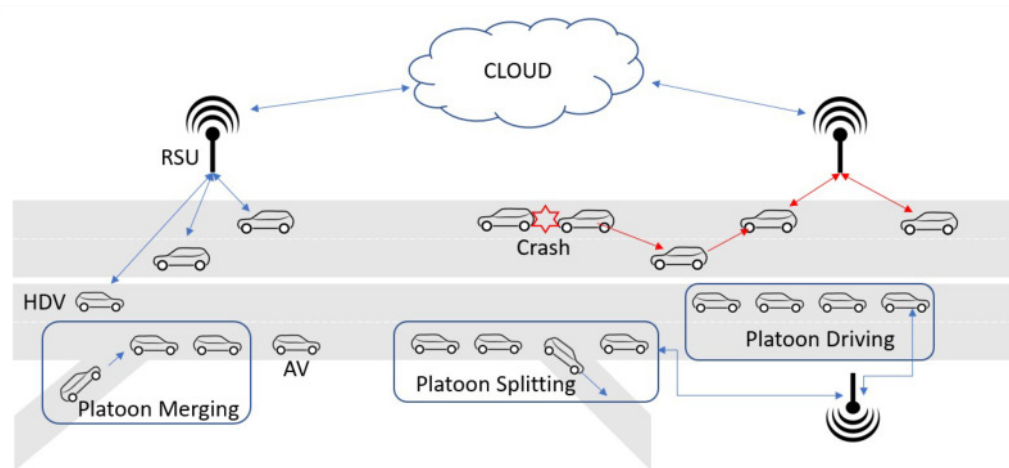 CLOUD
RSU
Crash
HDV
Platoon Driving
AV
Platoon Splitting
Platoon Merging